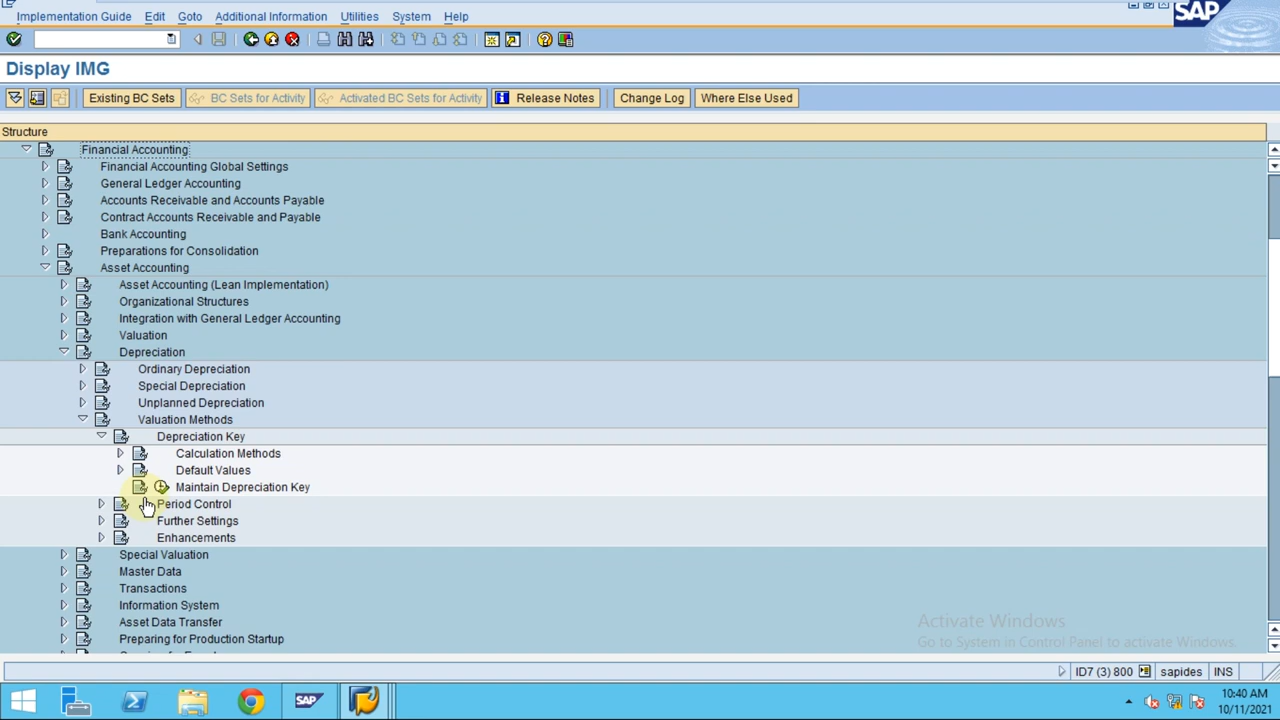 Implementation Guide Edit Goto Additional Information Utilities System Help
SAP
Display IMG
Existing BC Sets BC Sets for Activity Activated BC Sets for Activity Release Notes Change Log Where Else Used
Structure
Financial Accounting
Financial Accounting Global Settings
General Ledger Accounting
Accounts Receivable and Accounts Payable
Contract Accounts Receivable and Payable
Bank Accounting
Preparations for Consolidation
Asset Accounting
Asset Accounting (Lean Implementation)
Organizational Structures
Integration with General Ledger Accounting
Valuation
Depreciation
Ordinary Depreciation
Special Depreciation
Unplanned Depreciation
Valuation Methods
Depreciation Key
Calculation Methods
Default Values
Maintain Depreciation Key
Period Control
Further Settings
Enhancements
Special Valuation
Master Data
Transactions
Information System
Asset Data Transfer
Preparing for Production Startup
Activate Windows
Go to System in Control Panel to activate Windows.
ID7 (3) 800 sapides INS
SAP
10:40 AM
10/11/2021